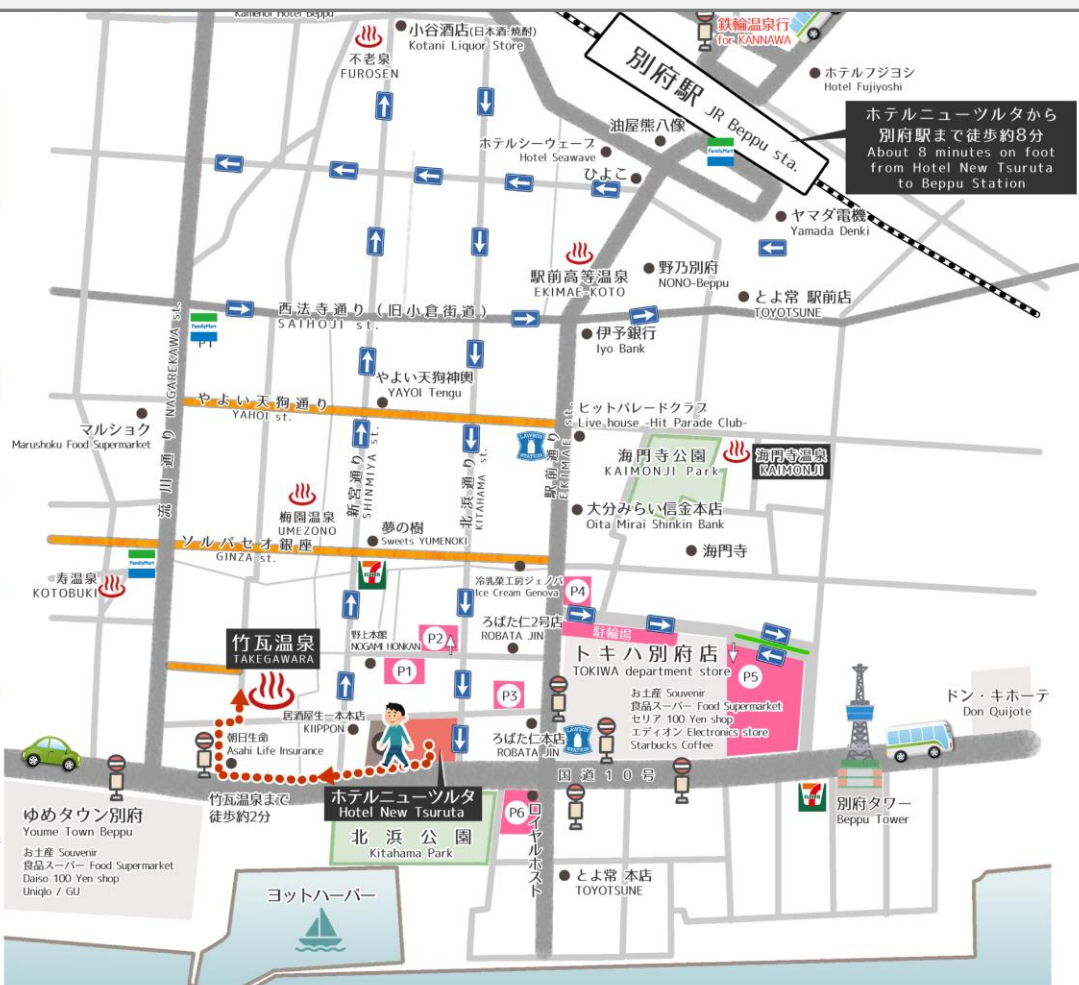 Kamenoi Hotel Beppu
小谷酒店(日本酒・焼酎)
Kotani Liquor Store
不老泉
FUROSEN
鉄輪温泉行
for KANNAWA
ホテルフジヨシ
Hotel Fujiyoshi
別府駅 JR Beppu sta.
ホテルニューツルタから
別府駅まで徒歩約8分
About 8 minutes on foot
from Hotel New Tsuruta
to Beppu Station
油屋熊八像
ホテルシーウェーブ
Hotel Seawave
FamilyMart
ひよこ
ヤマダ電機
Yamada Denki
駅前高等温泉
EKIMAE-KOTO
野乃別府
NONO-Beppu
とよ常 駅前店
TOYOTSUNE
西法寺通り(旧小倉街道)
SAIHOJI st.
FamilyMart
P1
伊予銀行
Iyo Bank
やよい天狗神輿
YAYOI Tengu
やよい天狗通り
YAHOI st.
マルショク
Marushoku Food Supermarket
流川通り NAGAREKAWA st.
ヒットパレードクラブ
Live house -Hit Parade Club-
LAWSON
STATION
駅前通り
EKIMAE st.
海門寺公園
KAIMONJI Park
海門寺温泉
KAIMONJI
新宮通り
SHINMIYA st.
北浜通り
KITAHAMA st.
梅園温泉
UMEZONO
大分みらい信金本店
Oita Mirai Shinkin Bank
夢の樹
Sweets YUMENOKI
海門寺
ソルパセオ銀座
GINZA st.
FamilyMart
寿温泉
KOTOBUKI
冷乳菓工房ジェノバ
Ice Cream Genova
P4
竹瓦温泉
TAKEGAWARA
野上本館
NOGAMI HONKAN
P2
ろばた仁2号店
ROBATA JIN
駐輪場
P1
トキハ別府店
TOKIWA department store
P5
P3
お土産 Souvenir
食品スーパー Food Supermarket
セリア 100 Yen shop
エディオン Electronics store
Starbucks Coffee
ドン・キホーテ
Don Quijote
居酒屋生一本本店
KIIPPON
朝日生命
Asahi Life Insurance
ろばた仁本店
ROBATA JIN
LAWSON
STATION
国道10号
竹瓦温泉まで
徒歩約2分
ホテルニューツルタ
Hotel New Tsuruta
P6
ロイヤルホスト
別府タワー
Beppu Tower
ゆめタウン別府
Youme Town Beppu
北浜公園
Kitahama Park
お土産 Souvenir
食品スーパー Food Supermarket
Daiso 100 Yen shop
Uniqlo / GU
とよ常 本店
TOYOTSUNE
ヨットハーバー